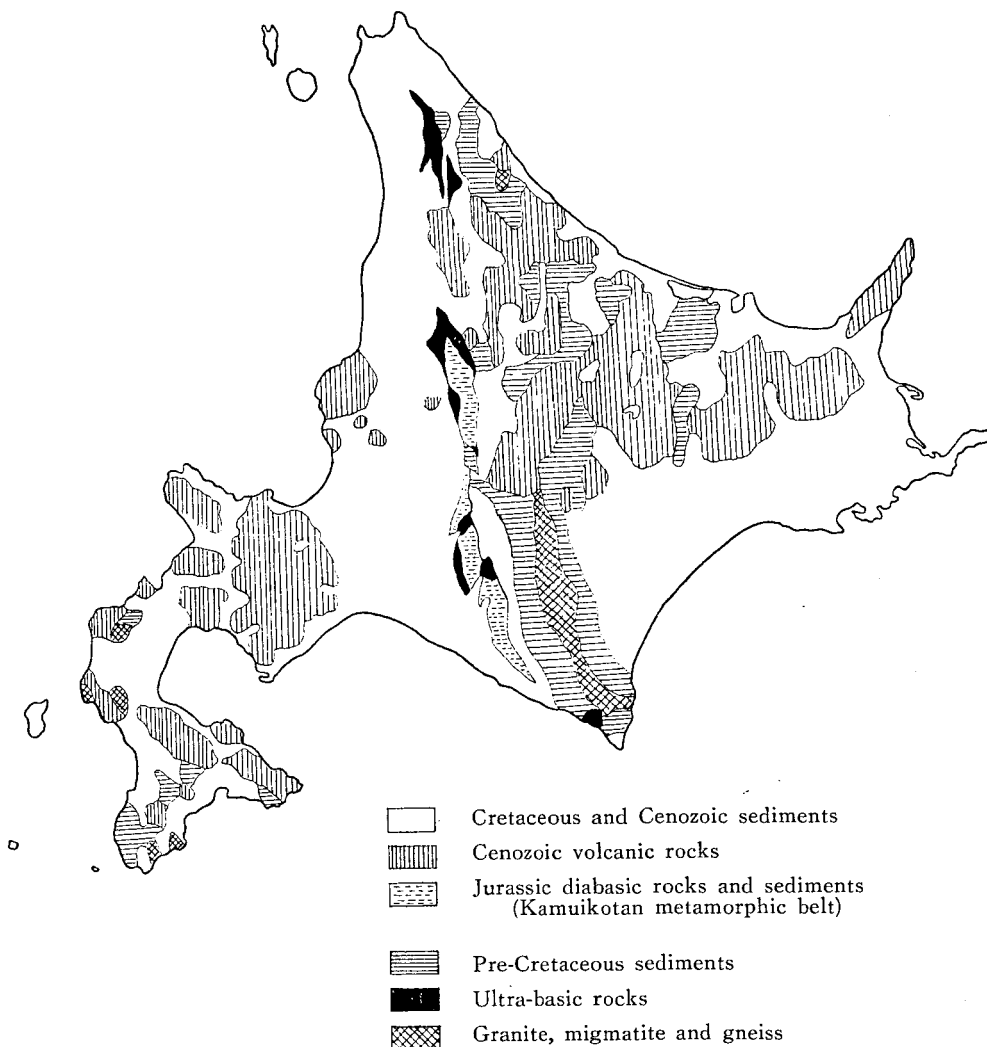 Cretaceous and Cenozoic sediments
Cenozoic volcanic rocks
Jurassic diabasic rocks and sediments
(Kamuikotan metamorphic belt)
Pre-Cretaceous sediments
Ultra-basic rocks
Granite, migmatite and gneiss